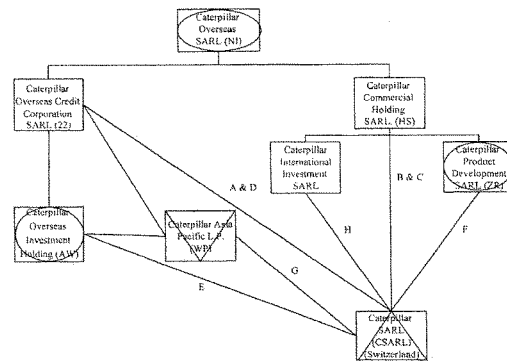 Caterpillar
Overseas
SARL (NI)
Caterpillar
Overseas Credit
Corporation
SARL (22)
Caterpillar
Commercial
Holding
SARL. (HS)
Caterpillar
International
Investment
SARL
Caterpillar
Product
Development
SARL (ZR)
A & D
B & C
Caterpillar
Overseas
Investment
Holding (AW)
Caterpillar Asia
Pacific L.P.
(WP)
H
F
G
E
Caterpillar
SARL
(CSARL)
(Switzerland)